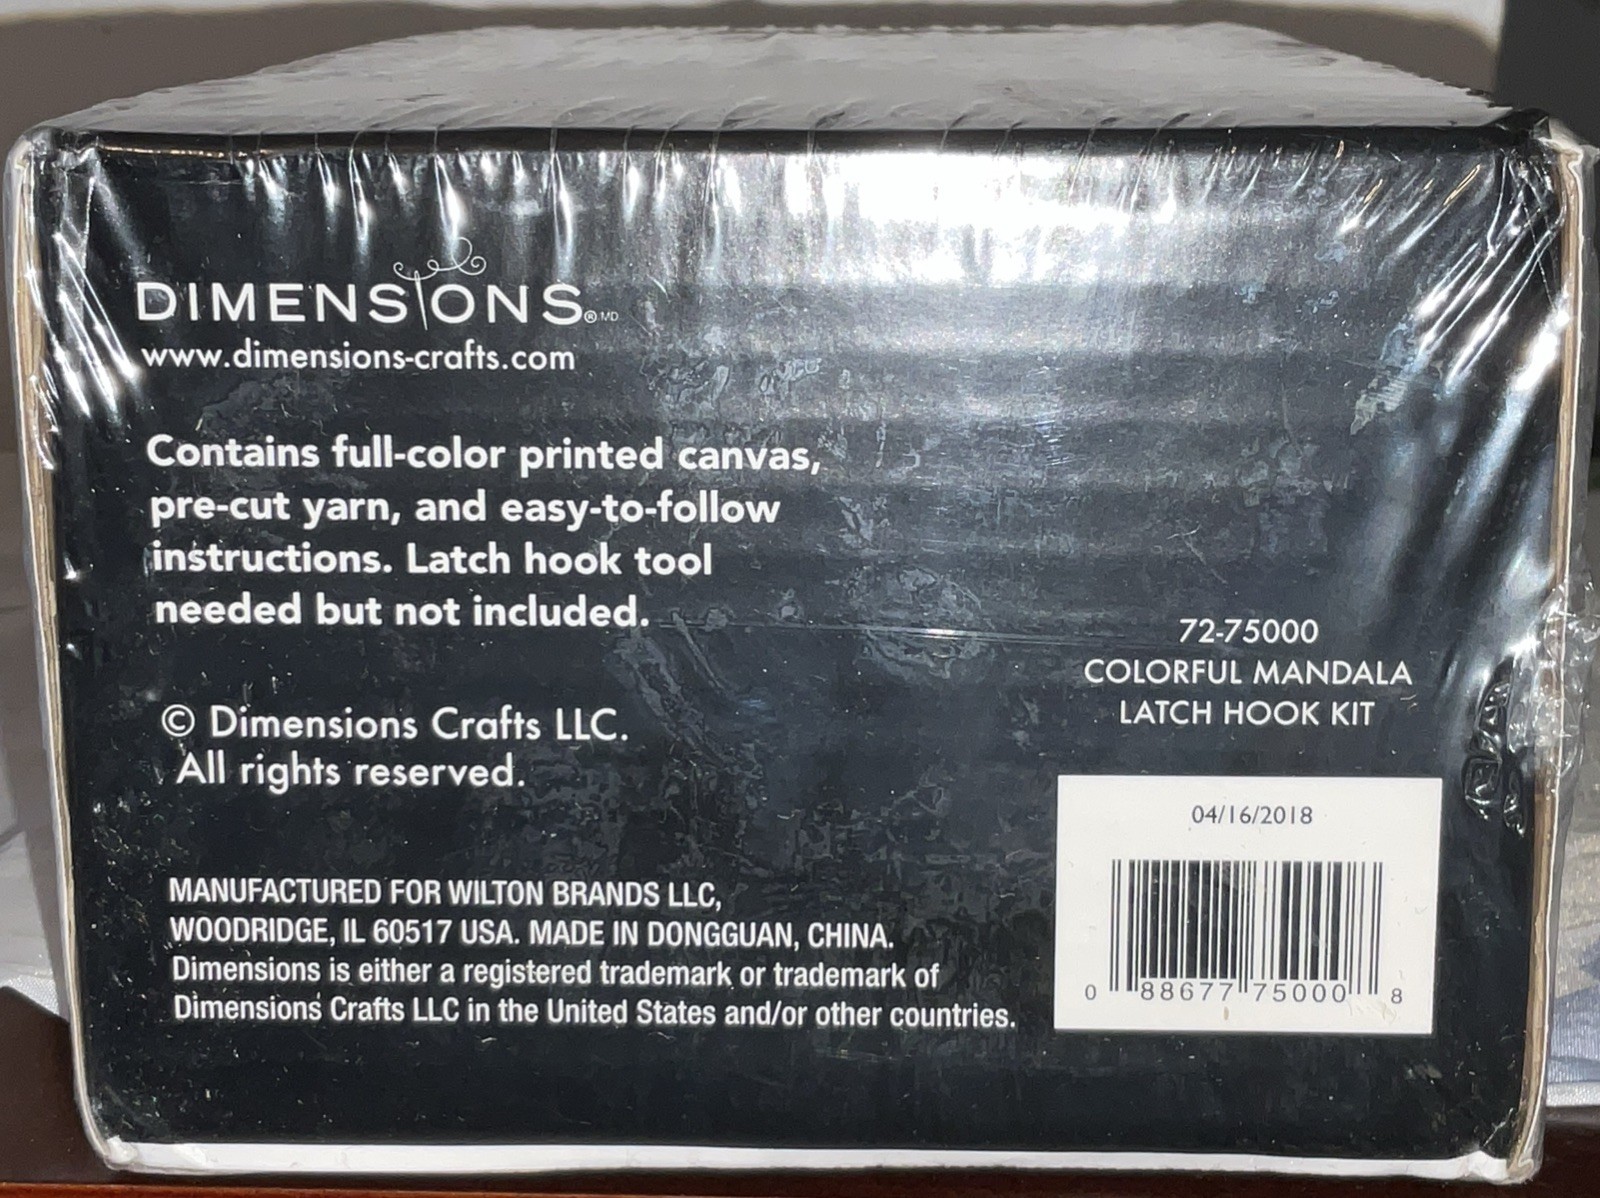 DIMENSIONS® MD
www.dimensions-crafts.com
Contains full-color printed canvas,
pre-cut yarn, and easy-to-follow
instructions. Latch hook tool
needed but not included.
© Dimensions Crafts LLC.
All rights reserved.
MANUFACTURED FOR WILTON BRANDS LLC,
WOODRIDGE, IL 60517 USA. MADE IN DONGGUAN, CHINA.
Dimensions is either a registered trademark or trademark of
Dimensions Crafts LLC in the United States and/or other countries.
72-75000
COLORFUL MANDALA
LATCH HOOK KIT
04/16/2018
0 88677 75000 8